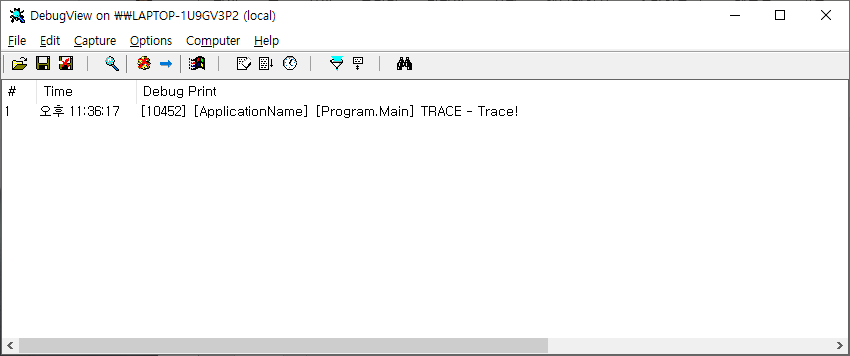 DebugView on ₩₩LAPTOP-1U9GV3P2 (local)
File Edit Capture Options Computer Help
# Time Debug Print
1 오후 11:36:17 [10452] [ApplicationName] [Program.Main] TRACE - Trace!